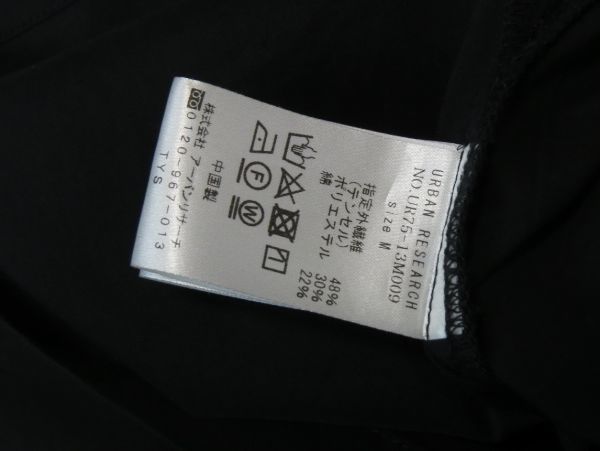 URBAN RESEARCH
NO.UR75-13M009
size M
指定外繊維
(テンセル) 48%
ポリエステル 30%
綿 22%
F
W
中国製
株式会社 アーバンリサーチ
0120-967-013
TYS